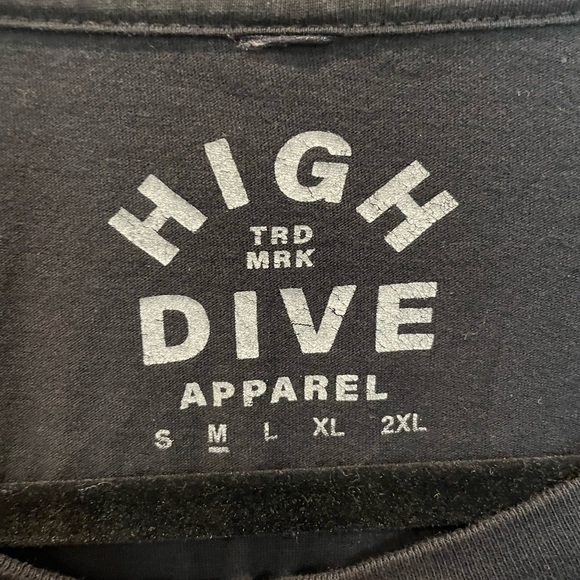 HIGH
TRD
MRK
DIVE
APPAREL
S M L XL 2XL